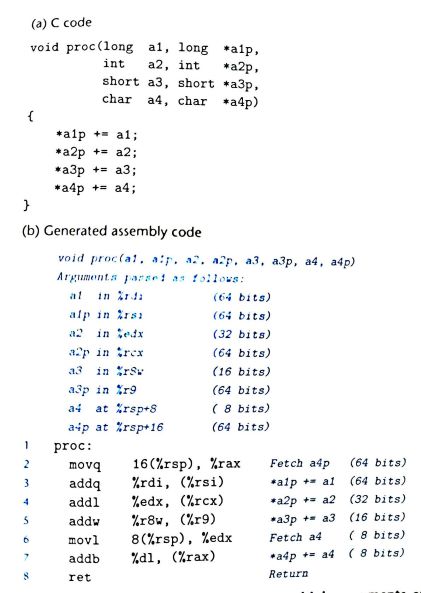 (a) C code
void proc(long a1, long *a1p,
int a2, int *a2p,
short a3, short *a3p,
char a4, char *a4p)
{
*a1p += a1;
*a2p += a2;
*a3p += a3;
*a4p += a4;
}
(b) Generated assembly code
void proc(a1, a1p, a2, a2p, a3, a3p, a4, a4p)
Arguments passed as follows:
a1 in %rdi (64 bits)
a1p in %rsi (64 bits)
a2 in %edx (32 bits)
a2p in %rcx (64 bits)
a3 in %r8w (16 bits)
a3p in %r9 (64 bits)
a4 at %rsp+8 ( 8 bits)
a4p at %rsp+16 (64 bits)
1 proc:
2 movq 16(%rsp), %rax Fetch a4p (64 bits)
3 addq %rdi, (%rsi) *a1p += a1 (64 bits)
4 addl %edx, (%rcx) *a2p += a2 (32 bits)
5 addw %r8w, (%r9) *a3p += a3 (16 bits)
6 movl 8(%rsp), %edx Fetch a4 ( 8 bits)
7 addb %dl, (%rax) *a4p += a4 ( 8 bits)
8 ret Return